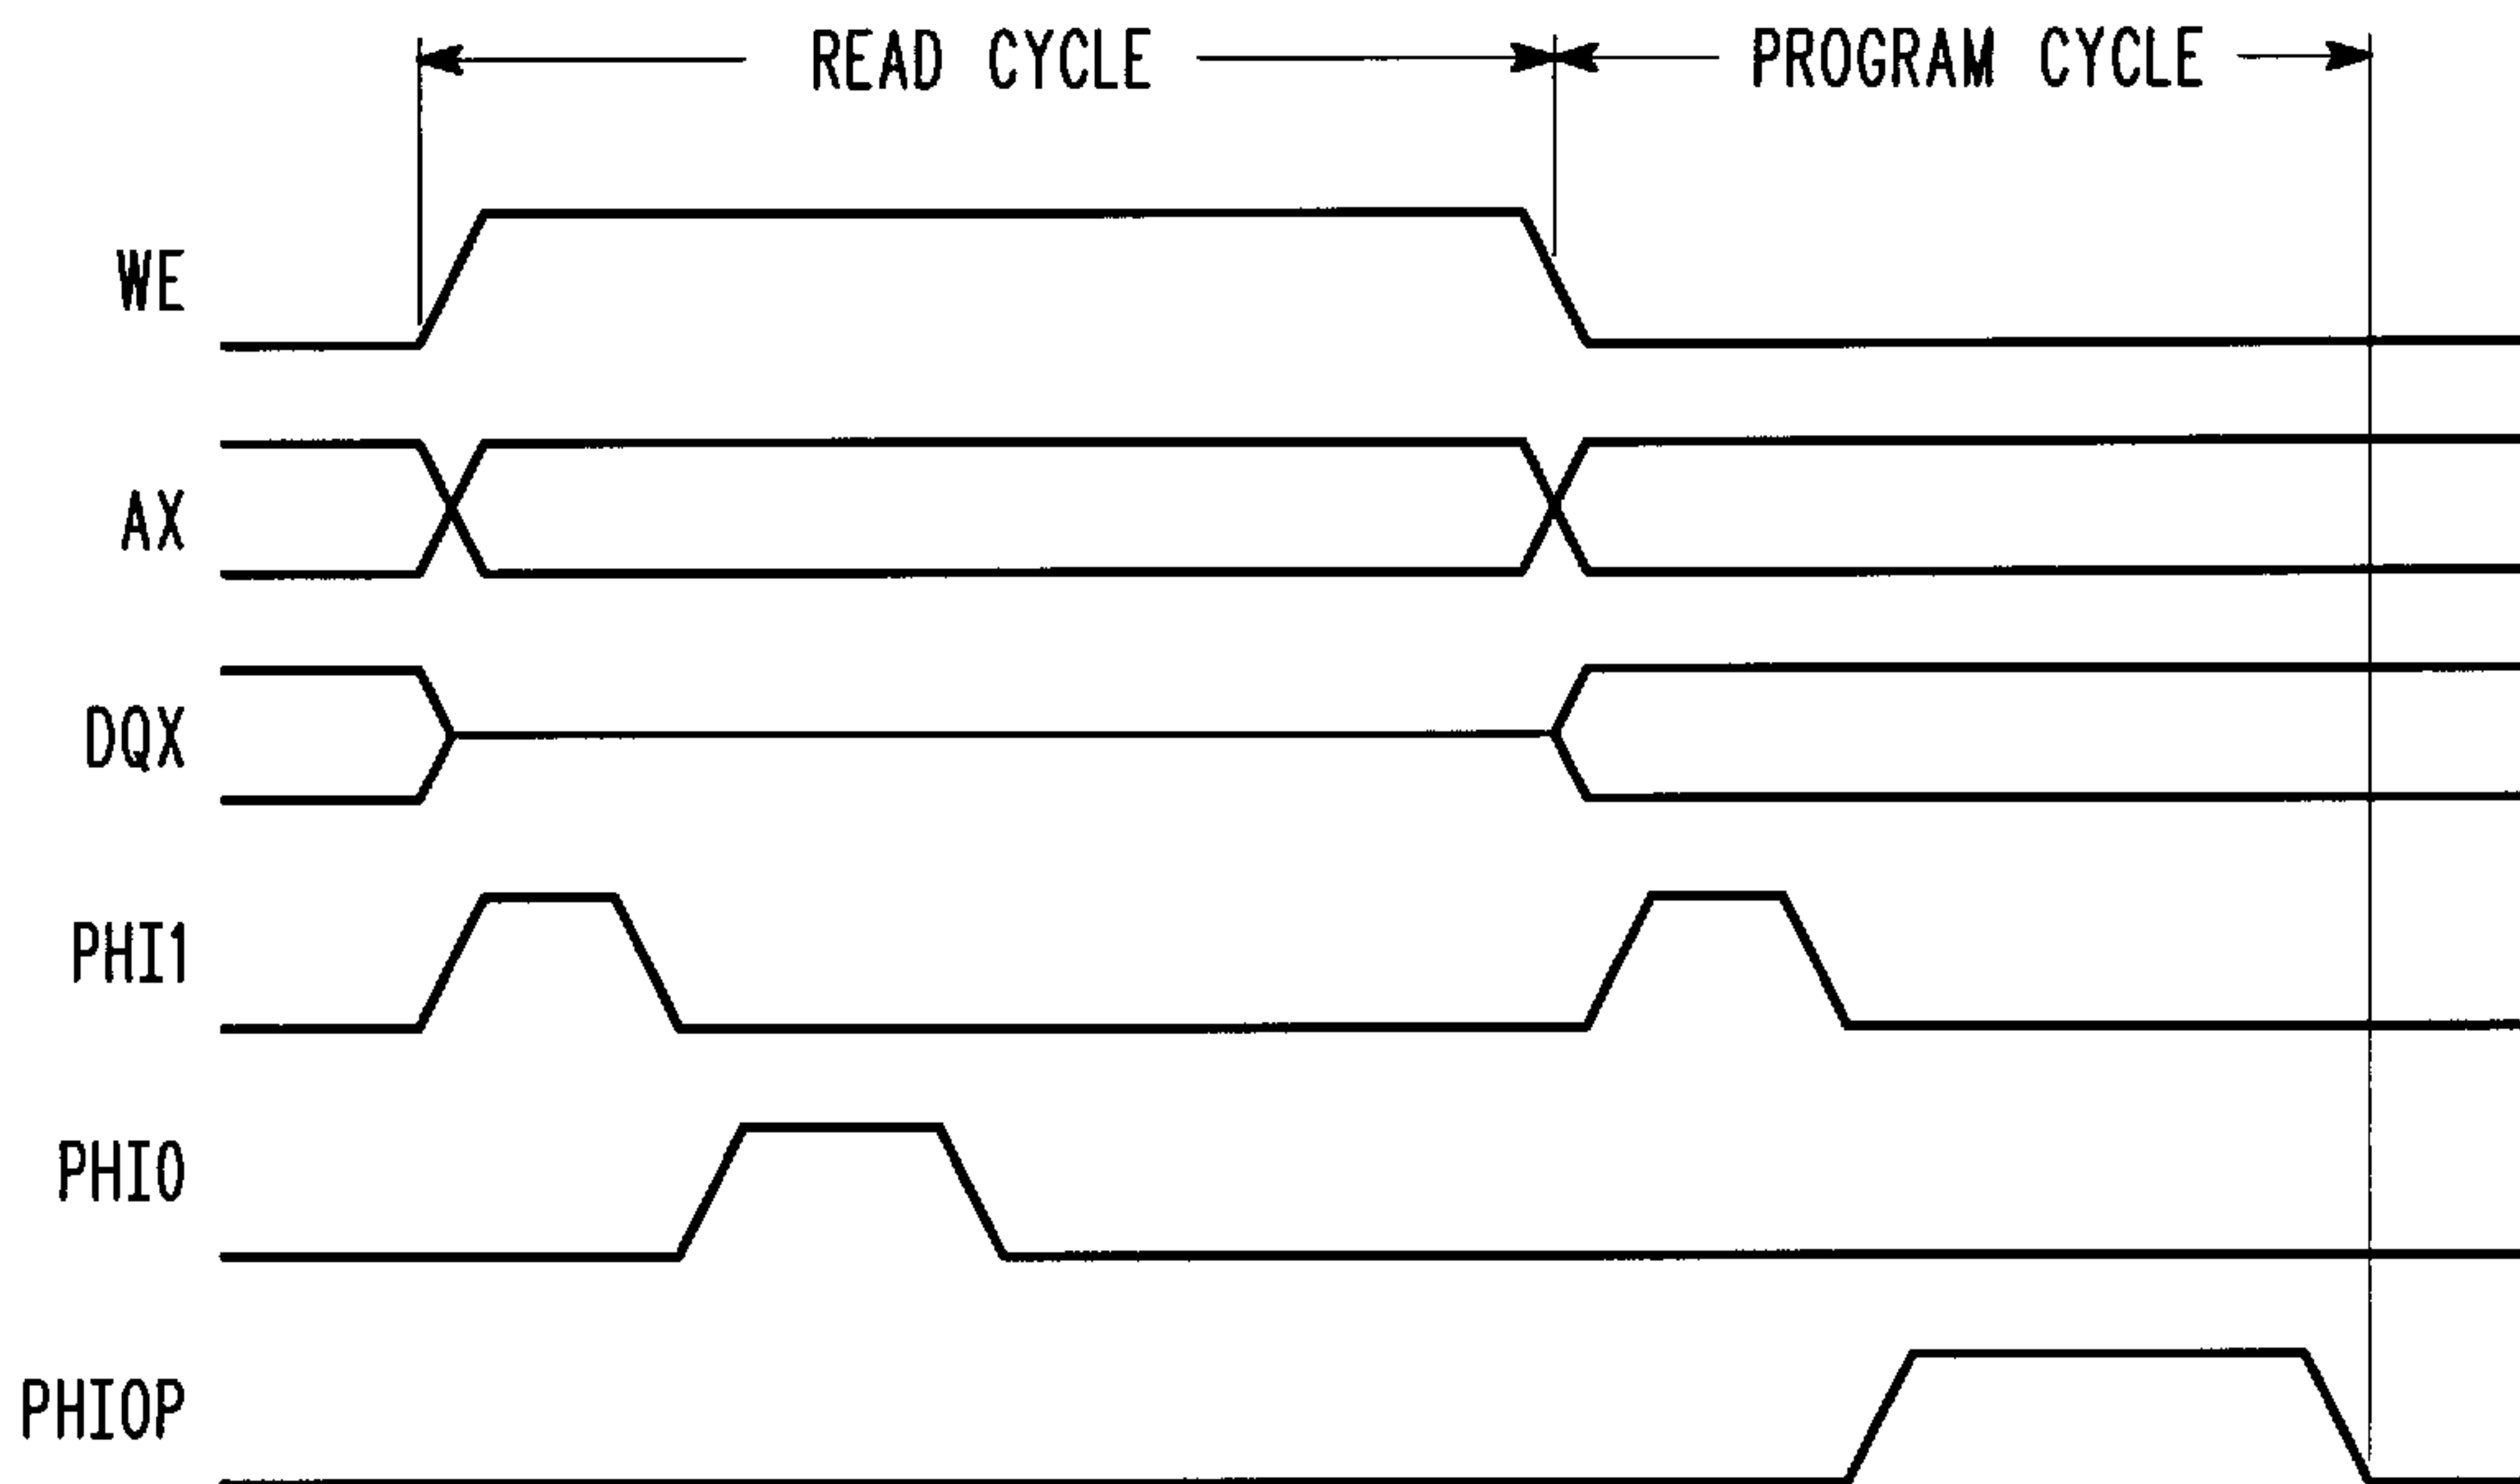 READ CYCLE PROGRAM CYCLE
WE
AX
DQX
PHI1
PHI0
PHI0P